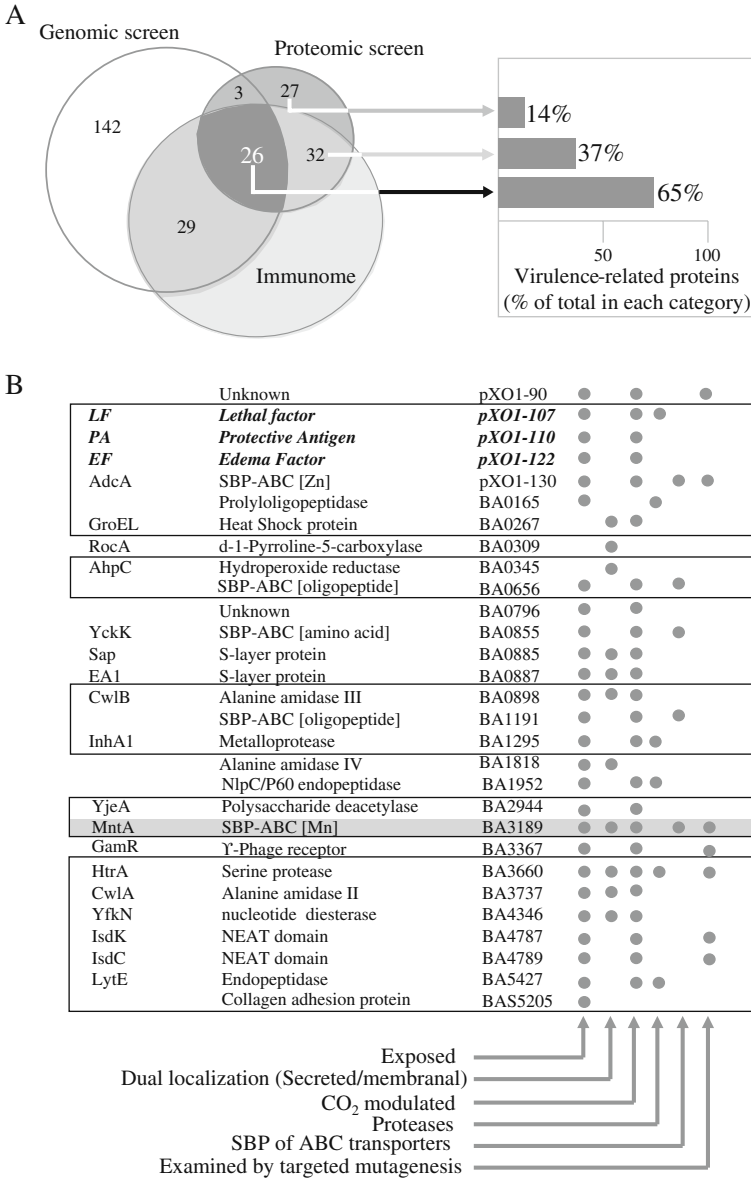 A
Genomic screen
Proteomic screen
3
27
142
14%
26
32
37%
65%
29
Immunome
50
100
Virulence-related proteins
(% of total in each category)
B
Unknown pXO1-90
LF Lethal factor pXO1-107
PA Protective Antigen pXO1-110
EF Edema Factor pXO1-122
AdcA SBP-ABC [Zn] pXO1-130
Prolyloligopeptidase BA0165
GroEL Heat Shock protein BA0267
RocA d-1-Pyrroline-5-carboxylase BA0309
AhpC Hydroperoxide reductase BA0345
SBP-ABC [oligopeptide] BA0656
Unknown BA0796
YckK SBP-ABC [amino acid] BA0855
Sap S-layer protein BA0885
EA1 S-layer protein BA0887
CwlB Alanine amidase III BA0898
SBP-ABC [oligopeptide] BA1191
InhA1 Metalloprotease BA1295
Alanine amidase IV BA1818
NlpC/P60 endopeptidase BA1952
YjeA Polysaccharide deacetylase BA2944
MntA SBP-ABC [Mn] BA3189
GamR ϒ-Phage receptor BA3367
HtrA Serine protease BA3660
CwlA Alanine amidase II BA3737
YfkN nucleotide diesterase BA4346
IsdK NEAT domain BA4787
IsdC NEAT domain BA4789
LytE Endopeptidase BA5427
Collagen adhesion protein BAS5205
Exposed
Dual localization (Secreted/membranal)
CO₂ modulated
Proteases
SBP of ABC transporters
Examined by targeted mutagenesis